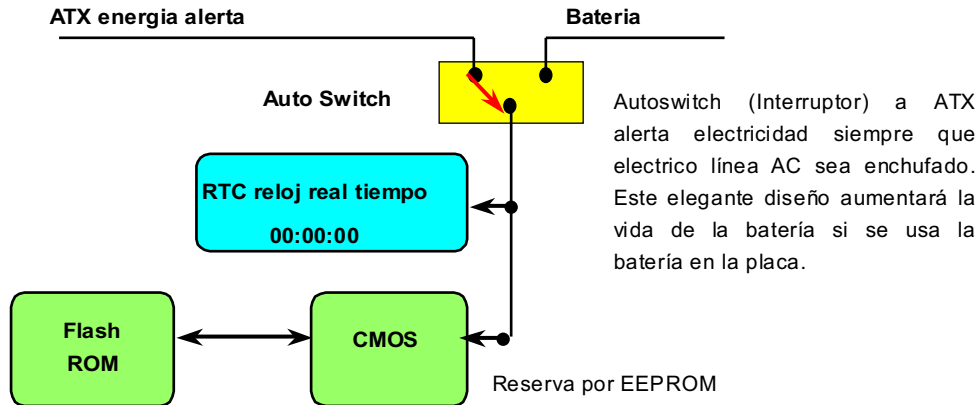 ATX energia alerta
Bateria
Auto Switch
Autoswitch (Interruptor) a ATX
alerta electricidad siempre que
electrico línea AC sea enchufado.
Este elegante diseño aumentará la
vida de la batería si se usa la
batería en la placa.
RTC reloj real tiempo
00:00:00
Flash
ROM
CMOS
Reserva por EEPROM